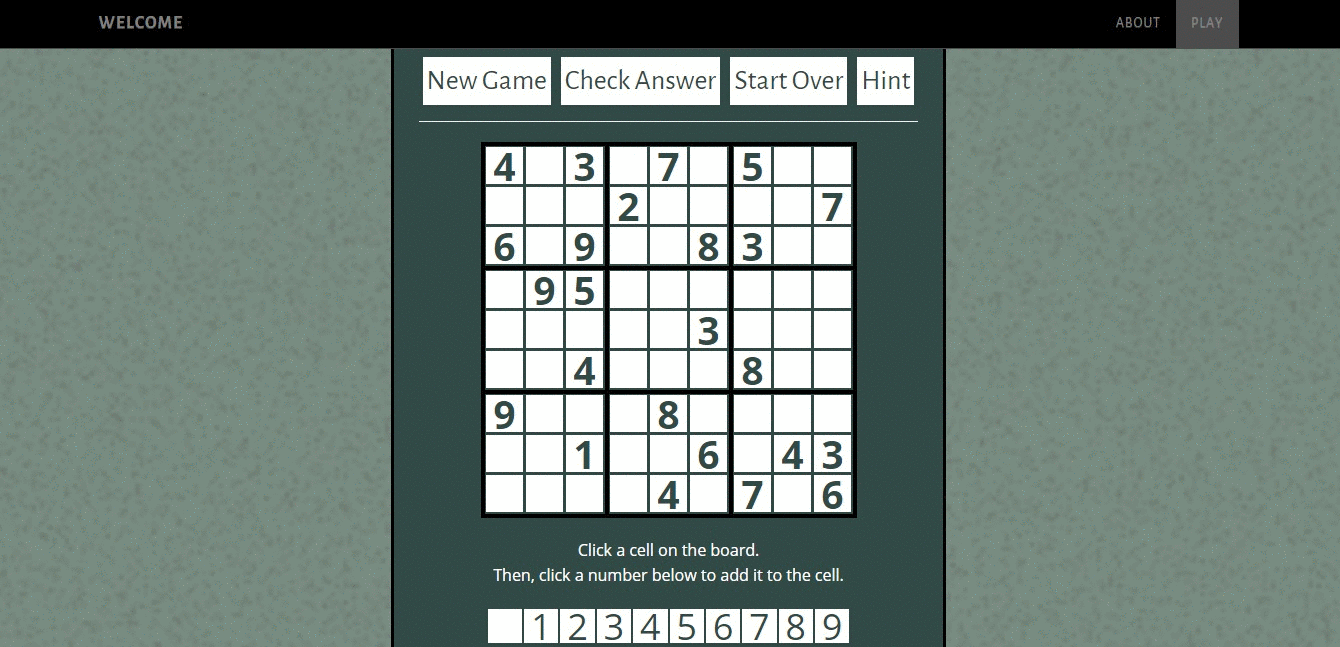 WELCOME ABOUT PLAY
New Game Check Answer Start Over Hint
4 3 7 5
2 7
6 9 8 3
9 5
3
4 8
9 8
1 6 4 3
4 7 6
Click a cell on the board.
Then, click a number below to add it to the cell.
1 2 3 4 5 6 7 8 9